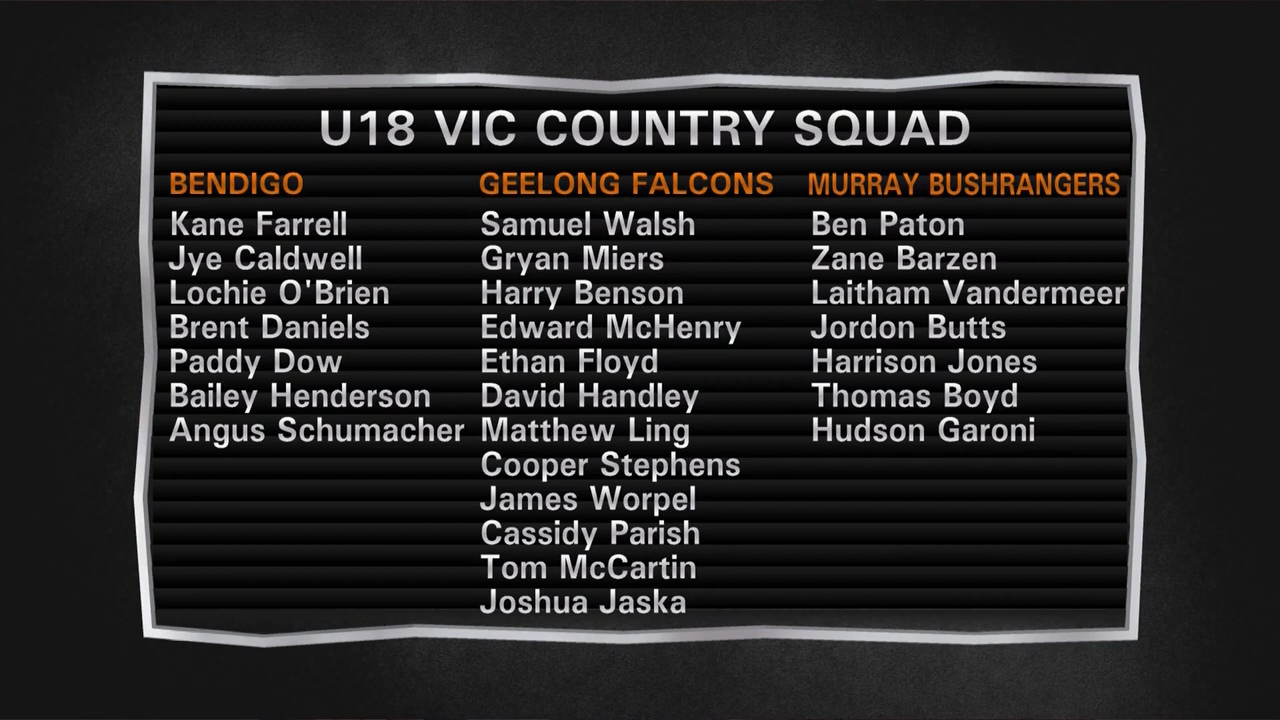 U18 VIC COUNTRY SQUAD
BENDIGO
Kane Farrell
Jye Caldwell
Lochie O'Brien
Brent Daniels
Paddy Dow
Bailey Henderson
Angus Schumacher
GEELONG FALCONS
Samuel Walsh
Gryan Miers
Harry Benson
Edward McHenry
Ethan Floyd
David Handley
Matthew Ling
Cooper Stephens
James Worpel
Cassidy Parish
Tom McCartin
Joshua Jaska
MURRAY BUSHRANGERS
Ben Paton
Zane Barzen
Laitham Vandermeer
Jordon Butts
Harrison Jones
Thomas Boyd
Hudson Garoni